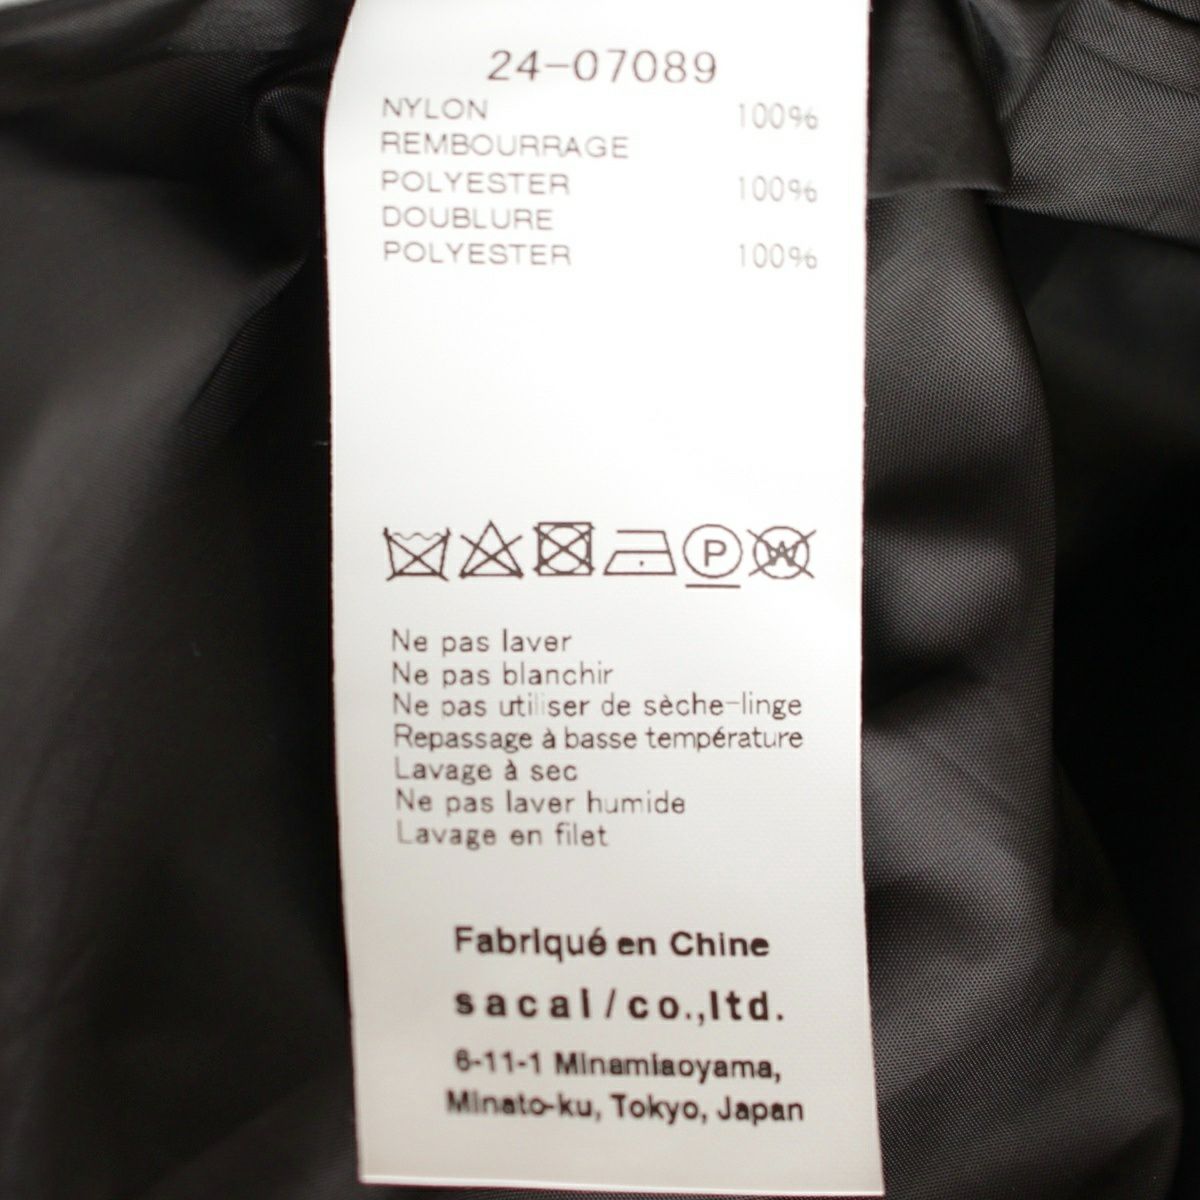 24-07089
NYLON 100%
REMBOURRAGE
POLYESTER 100%
DOUBLURE
POLYESTER 100%
P W
Ne pas laver
Ne pas blanchir
Ne pas utiliser de sèche-linge
Repassage à basse température
Lavage à sec
Ne pas laver humide
Lavage en filet
Fabriqué en Chine
sacai/co.,ltd.
6-11-1 Minamiaoyama,
Minato-ku, Tokyo, Japan